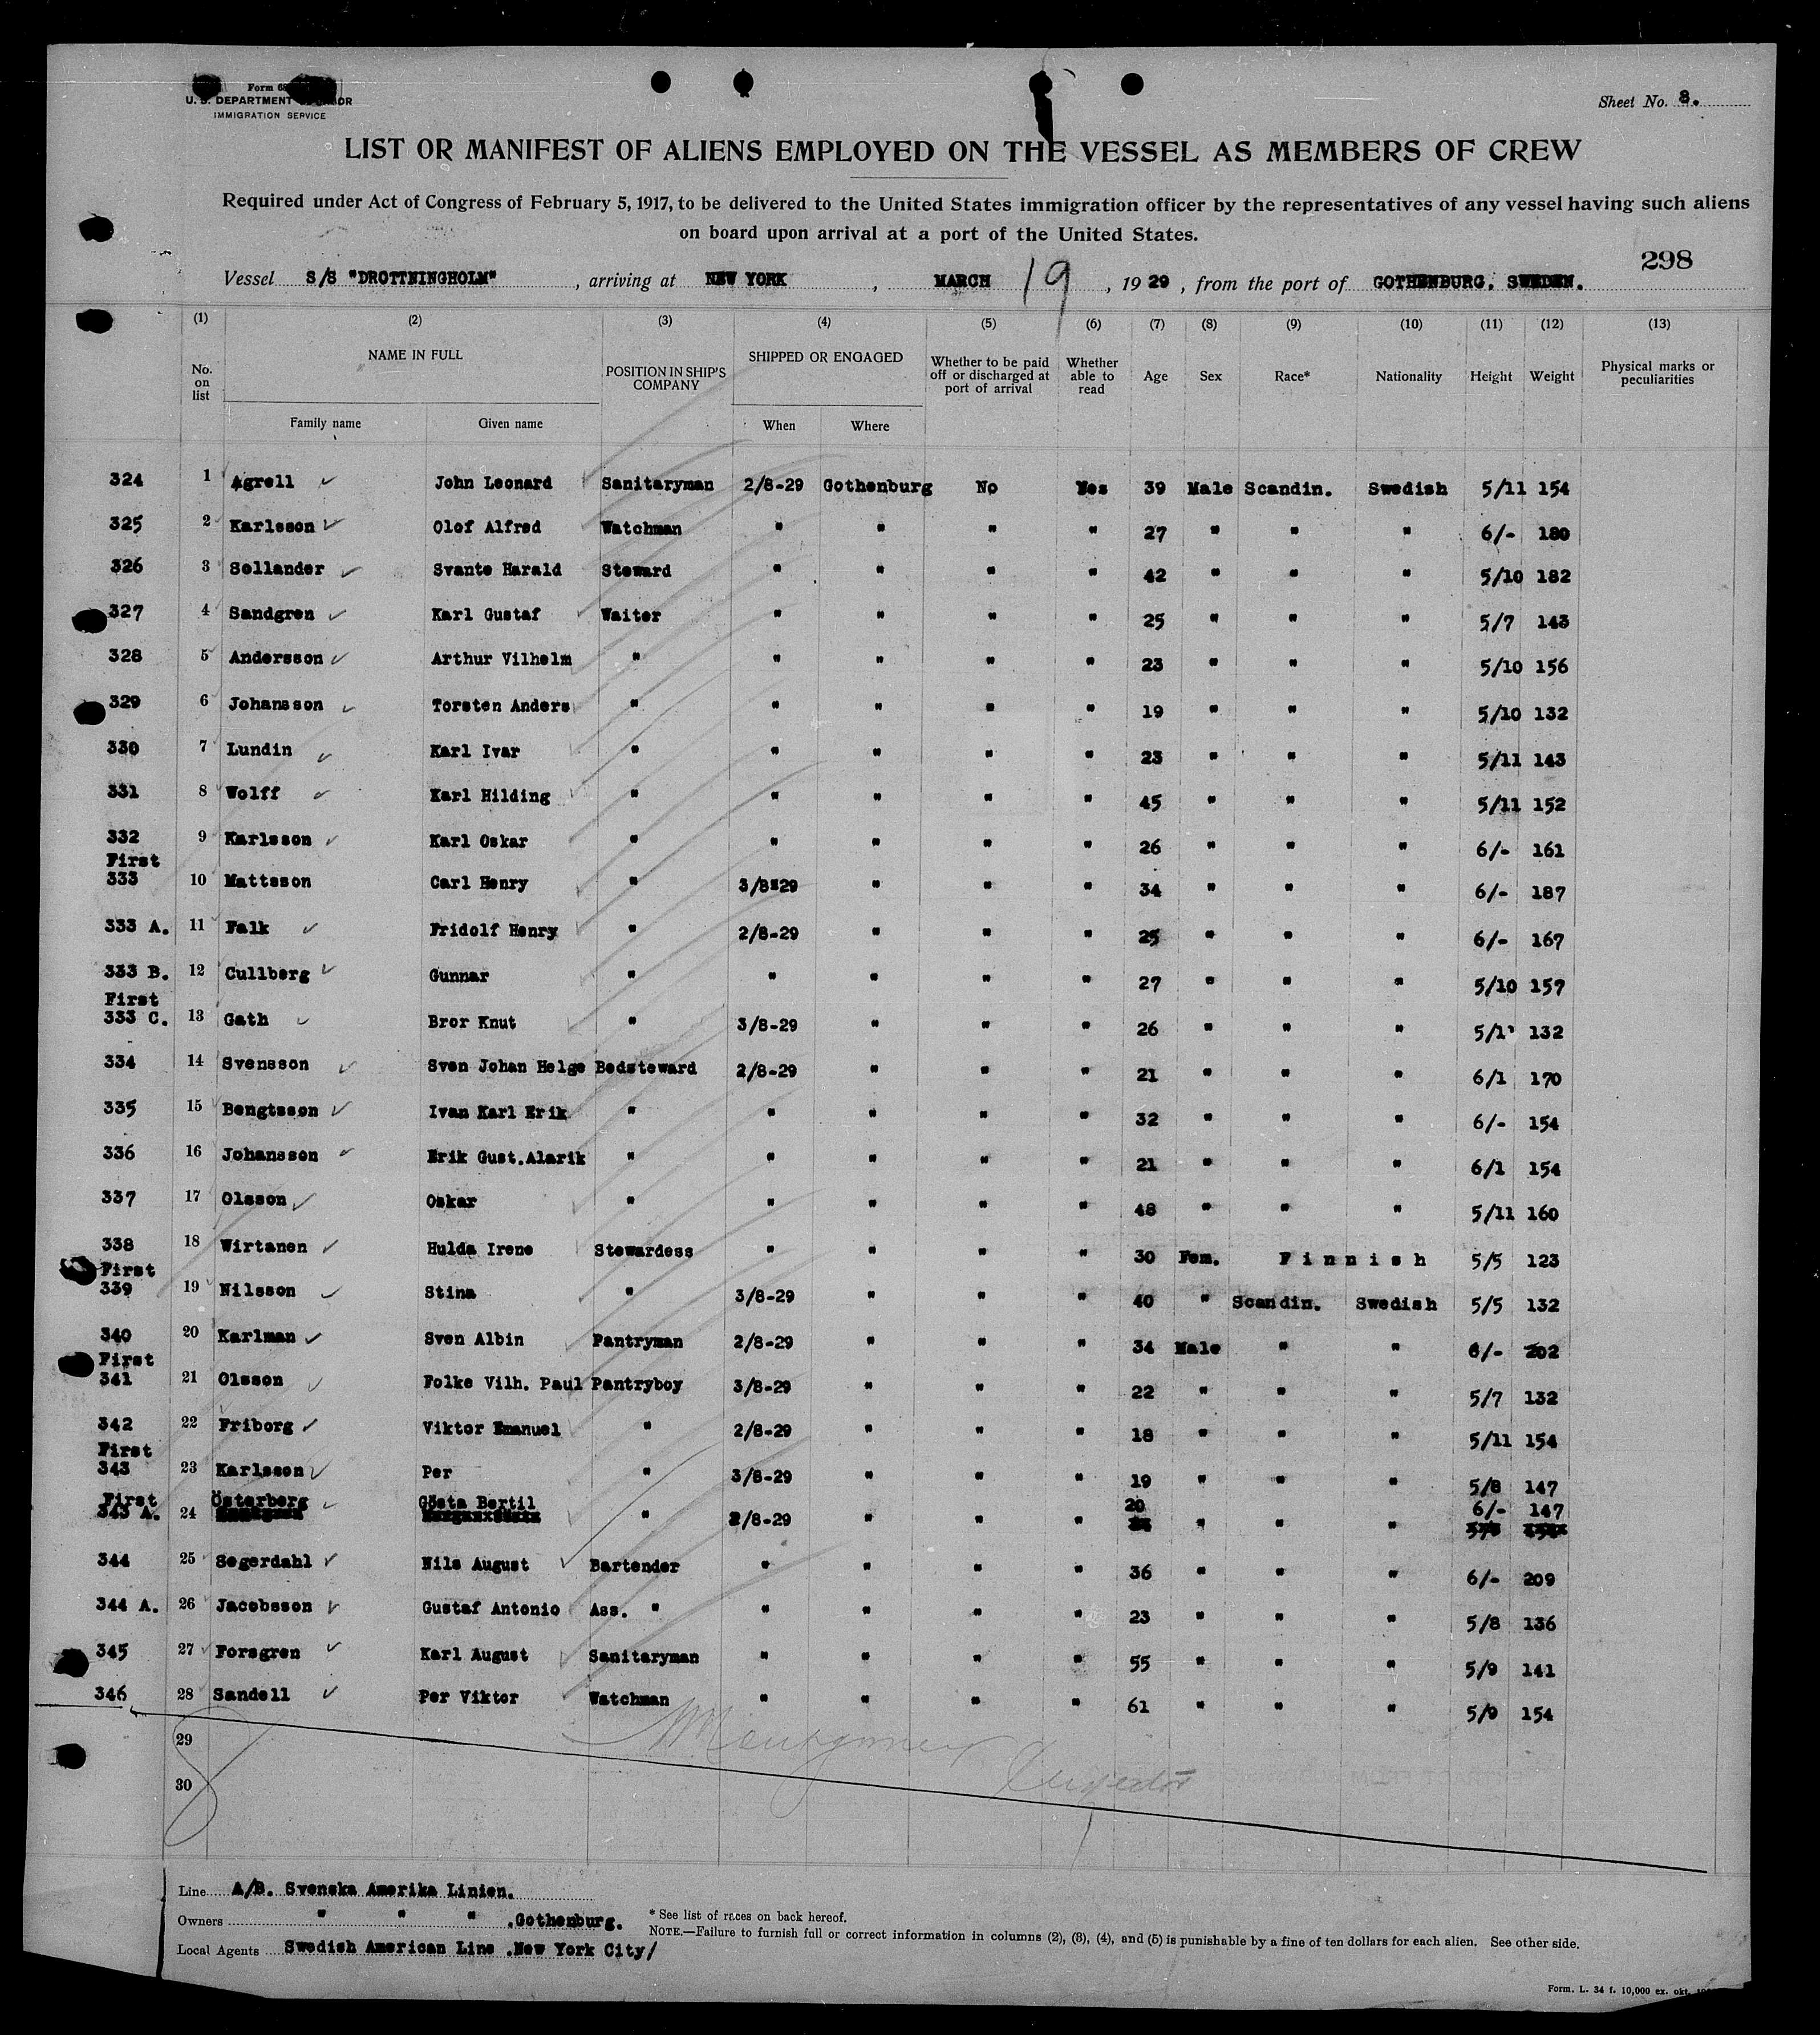 Form 68
U. S. DEPARTMENT OF LABOR
IMMIGRATION SERVICE
Sheet No. 8.
LIST OR MANIFEST OF ALIENS EMPLOYED ON THE VESSEL AS MEMBERS OF CREW
Required under Act of Congress of February 5, 1917, to be delivered to the United States immigration officer by the representatives of any vessel having such aliens
on board upon arrival at a port of the United States.
298
Vessel S/S "DROTTNINGHOLM", arriving at NEW YORK, MARCH 19, 1929, from the port of GOTHENBURG. SWEDEN.
(1) (2) (3) (4) (5) (6) (7) (8) (9) (10) (11) (12) (13)
No. on list NAME IN FULL POSITION IN SHIP'S COMPANY SHIPPED OR ENGAGED Whether to be paid off or discharged at port of arrival Whether able to read Age Sex Race* Nationality Height Weight Physical marks or peculiarities
Family name Given name When Where
324 1 Agrell John Leonard Sanitaryman 2/8-29 Gothenburg No Yes 39 Male Scandin. Swedish 5/11 154
325 2 Karlsson Olof Alfred Watchman " " " " 27 " " " 6/- 180
326 3 Sellander Svante Harald Steward " " " " 42 " " " 5/10 182
327 4 Sandgren Karl Gustaf Waiter " " " " 25 " " " 5/7 143
328 5 Andersson Arthur Vilhelm " " " " " 23 " " " 5/10 156
329 6 Johansson Torsten Anders " " " " " 19 " " " 5/10 132
330 7 Lundin Karl Ivar " " " " " 23 " " " 5/11 143
331 8 Wolff Karl Hilding " " " " " 45 " " " 5/11 152
332 9 Karlsson Karl Oskar " " " " " 26 " " " 6/- 161
First
333 10 Mattsson Carl Henry " 3/8-29 " " " 34 " " " 6/- 187
333 A. 11 Falk Fridolf Henry " 2/8-29 " " " 25 " " " 6/- 167
333 B. 12 Cullberg Gunnar " " " " " 27 " " " 5/10 157
First
333 C. 13 Gath Bror Knut " 3/8-29 " " " 26 " " " 5/1 132
334 14 Svensson Sven Johan Helge Bedsteward 2/8-29 " " " 21 " " " 6/1 170
335 15 Bengtsson Ivan Karl Erik " " " " " 32 " " " 6/- 154
336 16 Johansson Erik Gust.Alarik " " " " " 21 " " " 6/1 154
337 17 Olsson Oskar " " " " " 48 " " " 5/11 160
338 18 Wirtanen Hulda Irene Stewardess " " " " 30 Fem. Finnish 5/5 123
First
339 19 Nilsson Stina " 3/8-29 " " " 40 " Scandin. Swedish 5/5 132
340 20 Karlman Sven Albin Pantryman 2/8-29 " " " 34 Male " " 6/- 202
First
341 21 Olsson Folke Vilh. Paul Pantryboy 3/8-29 " " " 22 " " " 5/7 132
342 22 Friborg Viktor Emanuel " 2/8-29 " " " 18 " " " 5/11 154
First
343 23 Karlsson Per " 3/8-29 " " " 19 " " " 5/8 147
First Österberg Gösta Bertil 20 6/- 147
343 A. 24 " 2/8-29 " " " " " "
344 25 Segerdahl Nils August Bartender " " " " 36 " " " 6/- 209
344 A. 26 Jacobsson Gustaf Antonio Ass. " " " " " 23 " " " 5/8 136
345 27 Forsgren Karl August Sanitaryman " " " " 55 " " " 5/9 141
346 28 Sandell Per Viktor Watchman " " " " 61 " " " 5/9 154
29
30
Line A/B. Svenska Amerika Linien.
Owners " " " .Gothenburg.
Local Agents Swedish American Line .New York City/
* See list of races on back hereof.
NOTE.—Failure to furnish full or correct information in columns (2), (3), (4), and (5) is punishable by a fine of ten dollars for each alien. See other side.
Form. L. 34 f. 10,000 ex. okt.